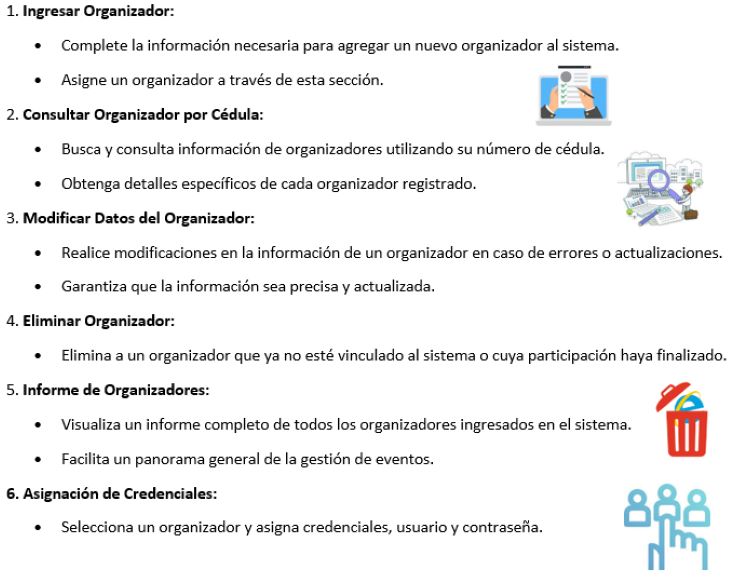 1. Ingresar Organizador:
• Complete la información necesaria para agregar un nuevo organizador al sistema.
• Asigne un organizador a través de esta sección.
2. Consultar Organizador por Cédula:
• Busca y consulta información de organizadores utilizando su número de cédula.
• Obtenga detalles específicos de cada organizador registrado.
3. Modificar Datos del Organizador:
• Realice modificaciones en la información de un organizador en caso de errores o actualizaciones.
• Garantiza que la información sea precisa y actualizada.
4. Eliminar Organizador:
• Elimina a un organizador que ya no esté vinculado al sistema o cuya participación haya finalizado.
5. Informe de Organizadores:
• Visualiza un informe completo de todos los organizadores ingresados en el sistema.
• Facilita un panorama general de la gestión de eventos.
6. Asignación de Credenciales:
• Selecciona un organizador y asigna credenciales, usuario y contraseña.